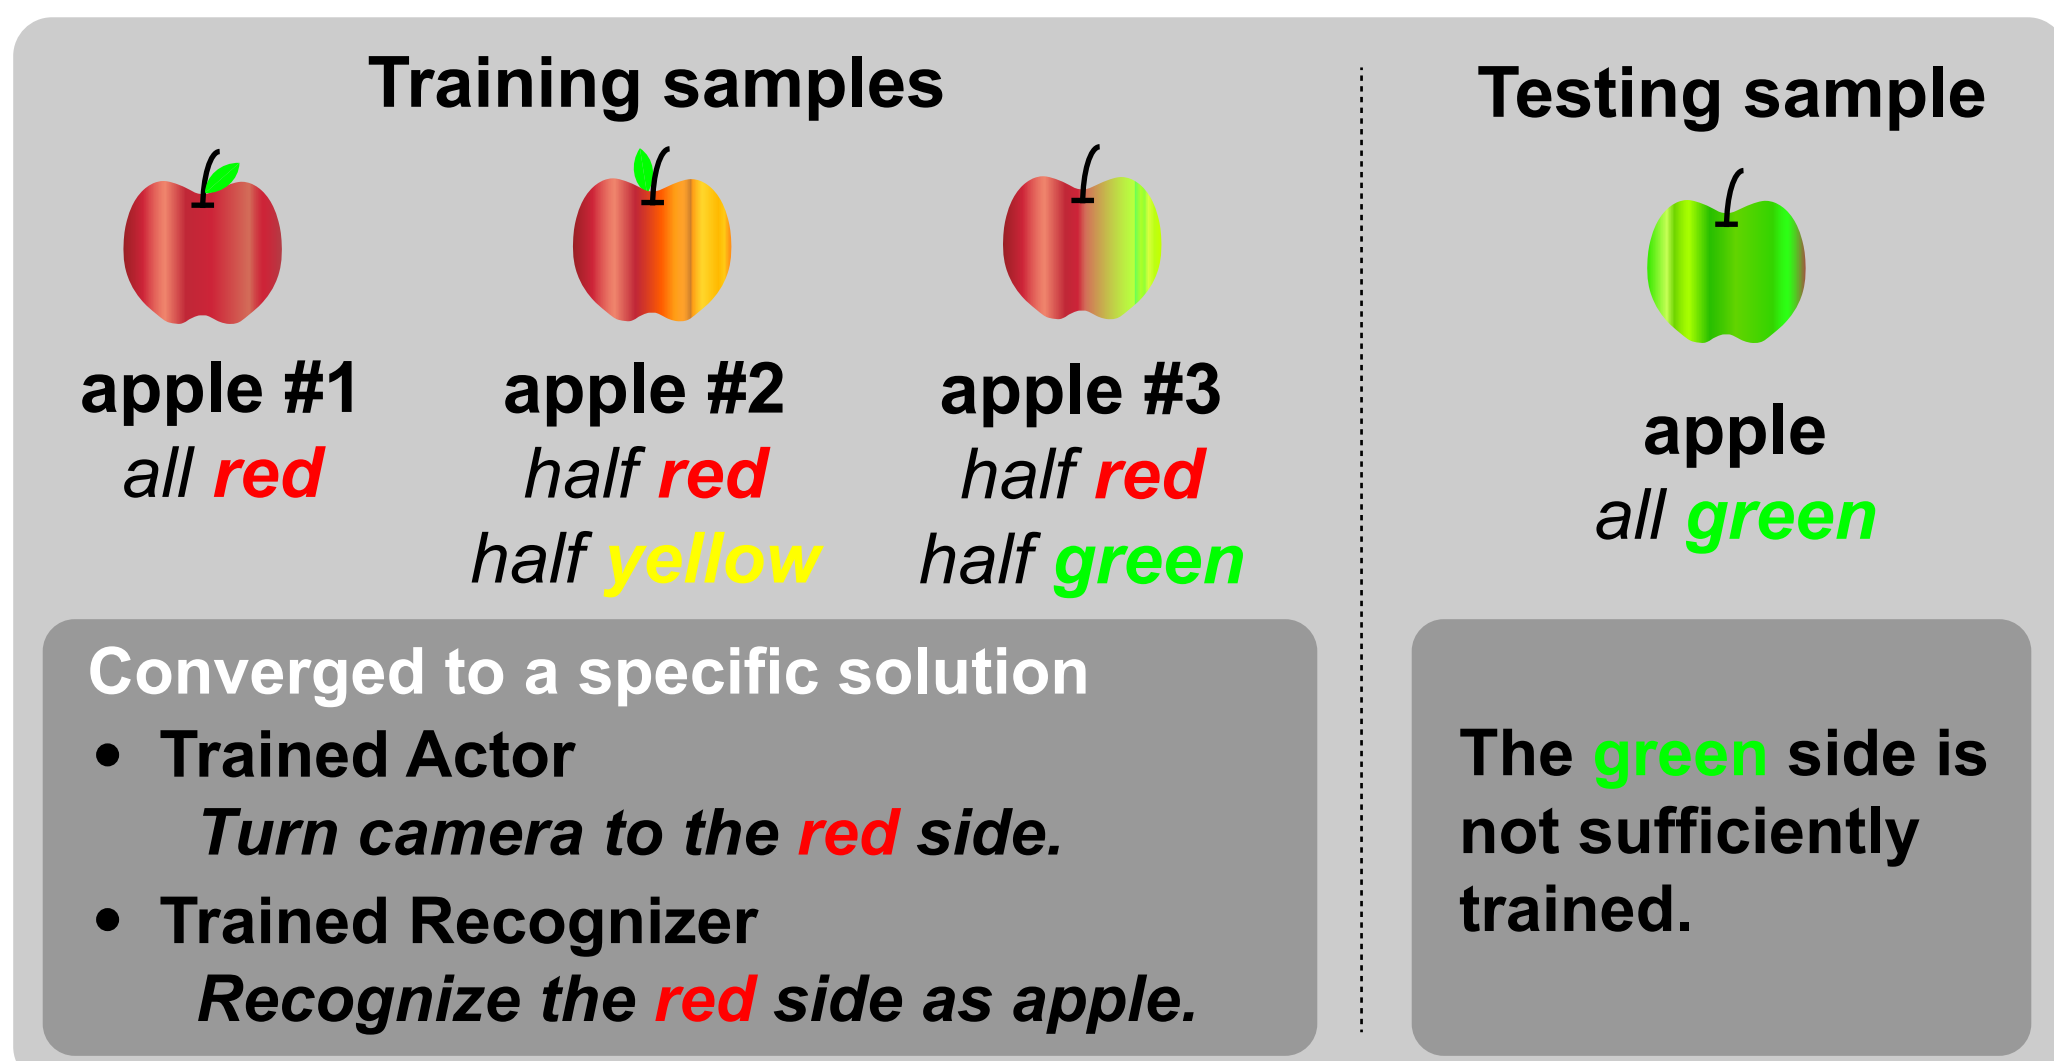 Training samples
apple #1
all red
apple #2
half red
half yellow
apple #3
half red
half green
Converged to a specific solution
• Trained Actor
Turn camera to the red side.
• Trained Recognizer
Recognize the red side as apple.
Testing sample
apple
all green
The green side is
not sufficiently
trained.